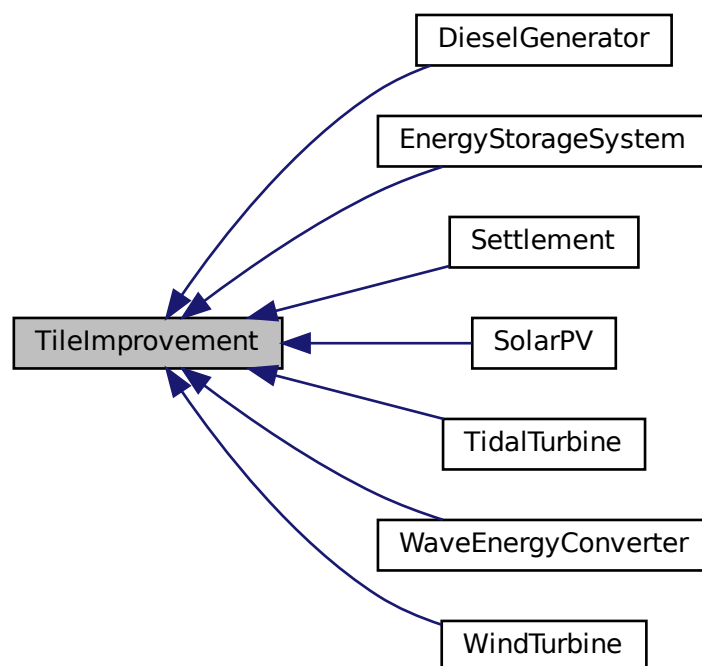 DieselGenerator
EnergyStorageSystem
Settlement
TileImprovement
SolarPV
TidalTurbine
WaveEnergyConverter
WindTurbine